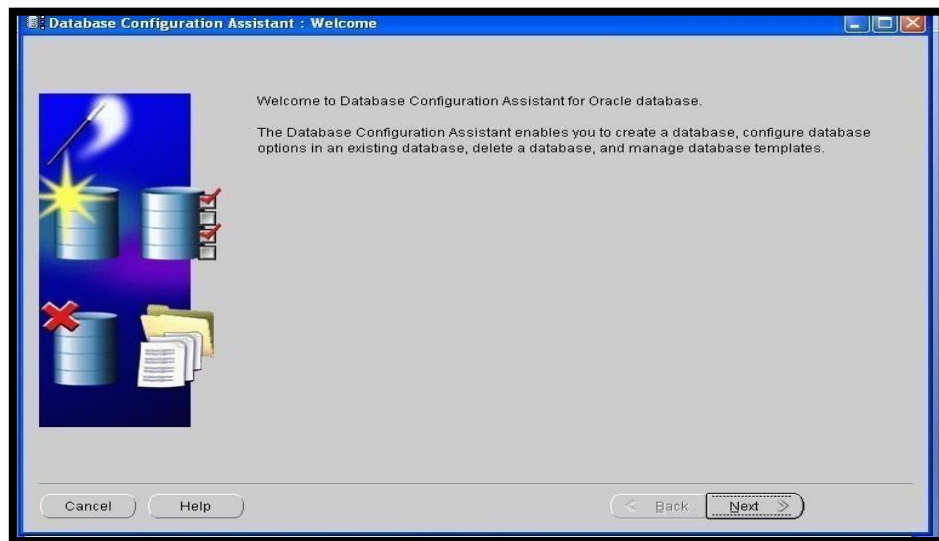 Database Configuration Assistant : Welcome
Welcome to Database Configuration Assistant for Oracle database.
The Database Configuration Assistant enables you to create a database, configure database
options in an existing database, delete a database, and manage database templates.
Cancel Help Back Next